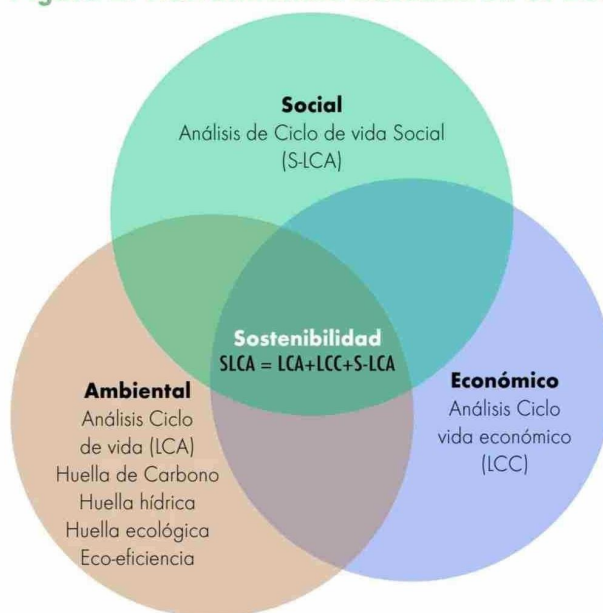 Social
Análisis de Ciclo de vida Social
(S-LCA)
Sostenibilidad
SLCA = LCA+LCC+S-LCA
Ambiental
Análisis Ciclo
de vida (LCA)
Huella de Carbono
Huella hídrica
Huella ecológica
Eco-eficiencia
Económico
Análisis Ciclo
vida económico
(LCC)